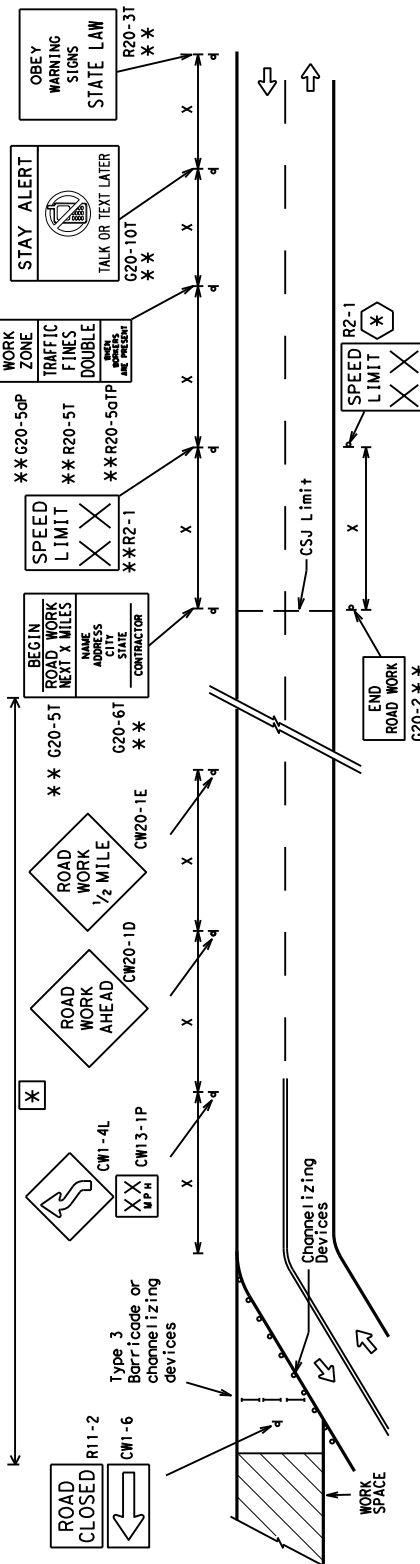 OBEY
WARNING
SIGNS
STATE LAW
R20-3T
* *
STAY ALERT
TALK OR TEXT LATER
G20-10T
* *
WORK
ZONE
TRAFFIC
FINES
DOUBLE
WHEN
WORKERS
ARE PRESENT
* * G20-5aP
* * R20-5T
* * R20-5aTP
SPEED
LIMIT
X X
* * R2-1
BEGIN
ROAD WORK
NEXT X MILES
NAME
ADDRESS
CITY
STATE
CONTRACTOR
* * G20-5T
G20-6T
* *
ROAD
WORK
1/2 MILE
CW20-1E
ROAD
WORK
AHEAD
CW20-1D
*
CW1-4L
X X
MPH
CW13-1P
Type 3
Barricade or
channelizing
devices
ROAD
CLOSED
R11-2
CW1-6
X
X
X
X
X
X
X
X
SPEED
LIMIT
X X
R2-1
*
CSJ Limit
END
ROAD WORK
G20-2 * *
Channelizing
Devices
WORK
SPACE